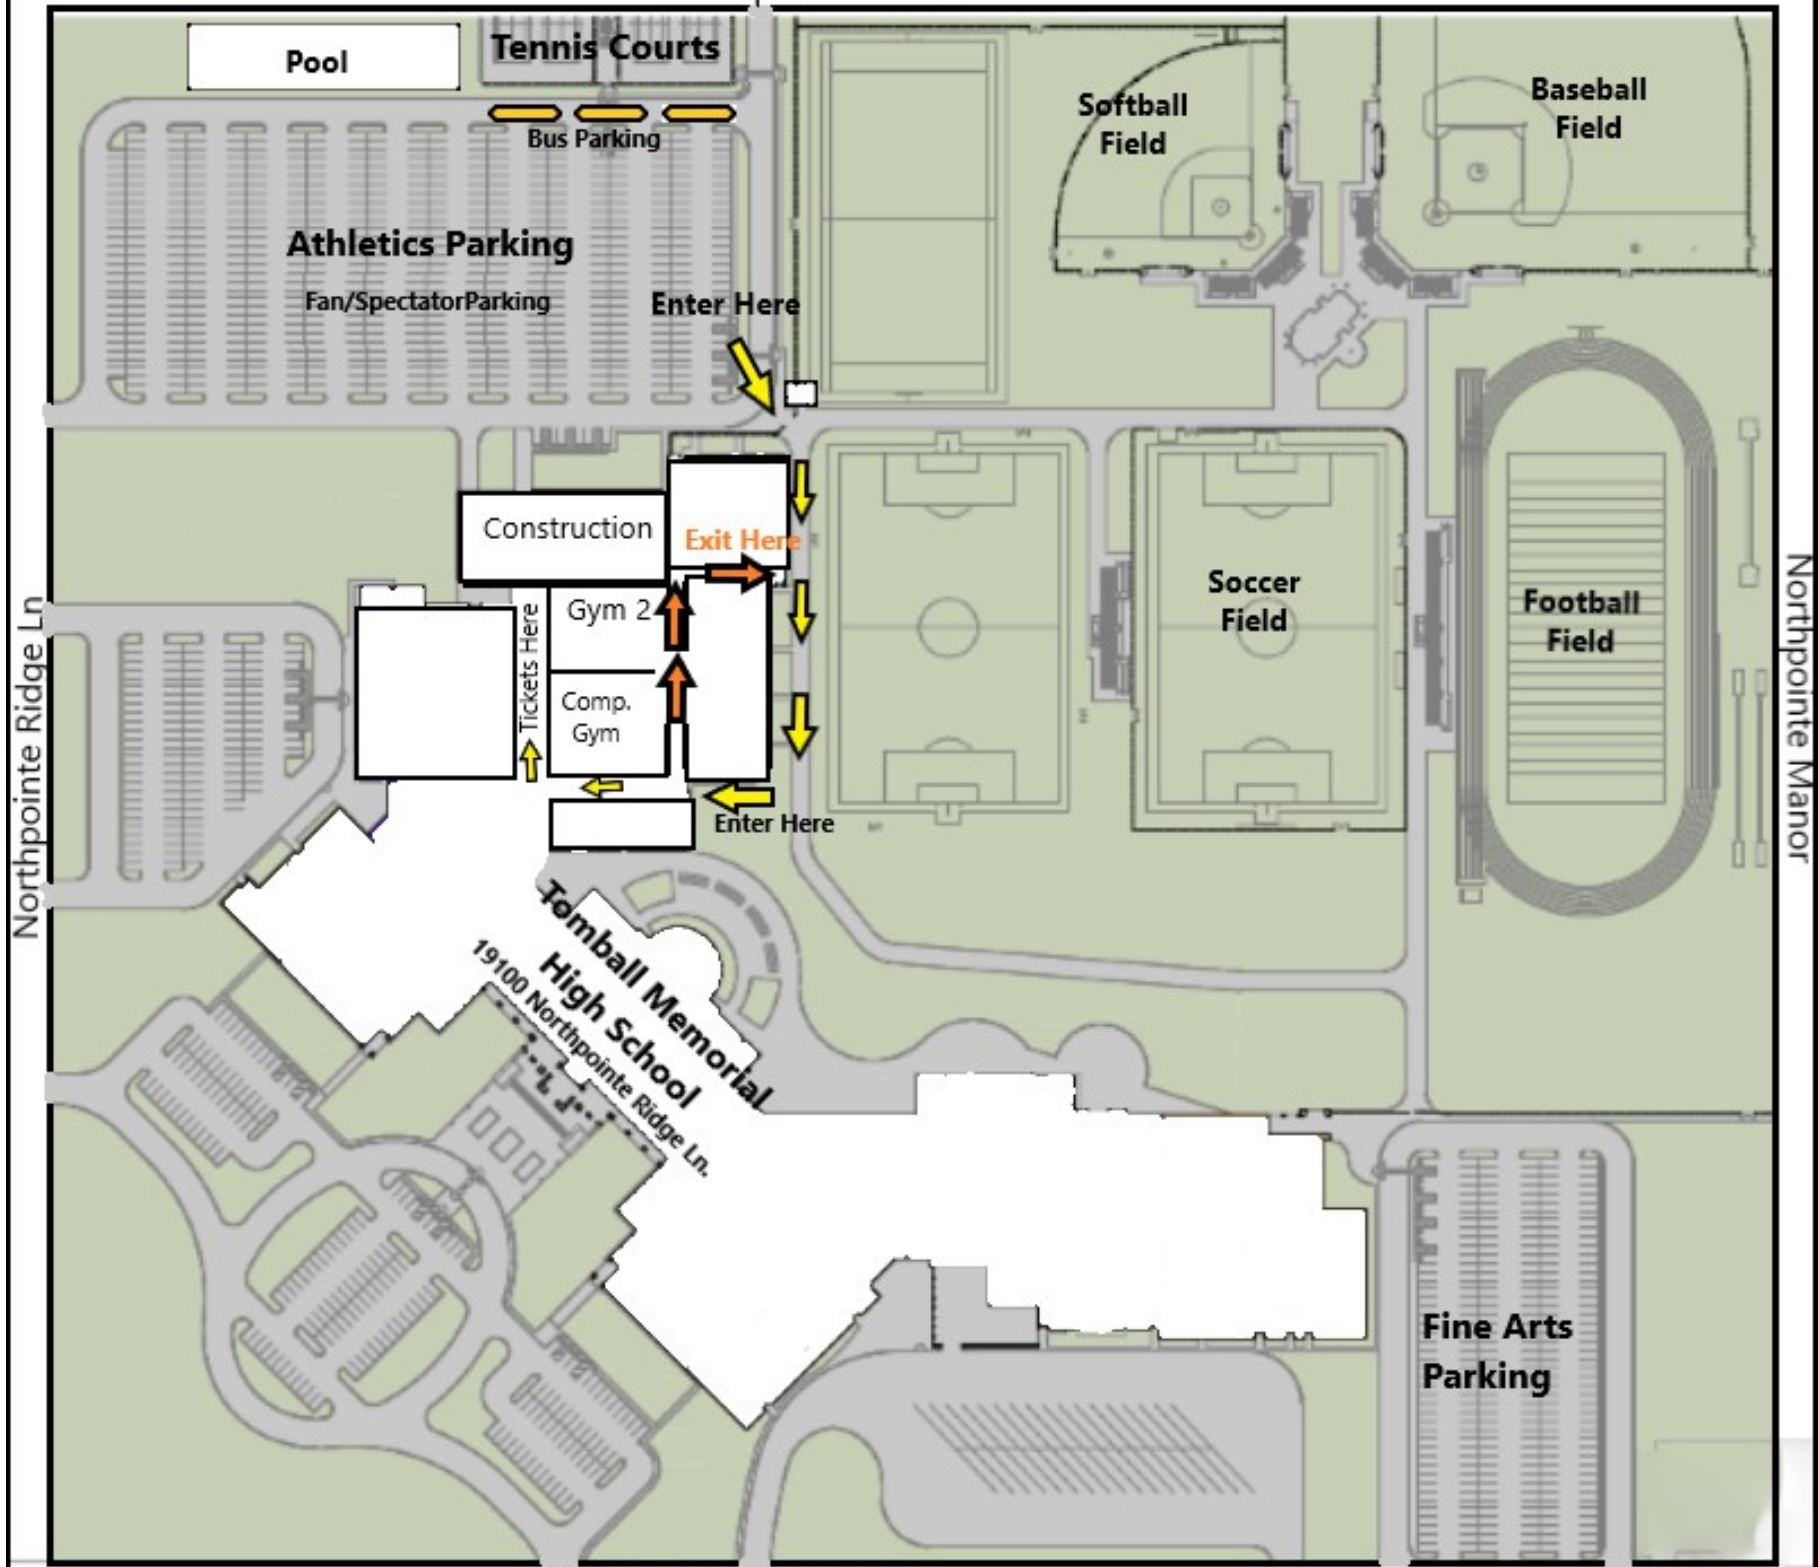 Pool
Tennis Courts
Bus Parking
Softball
Field
Baseball
Field
Athletics Parking
Fan/SpectatorParking
Enter Here
Construction
Exit Here
Gym 2
Tickets Here
Comp.
Gym
Enter Here
Soccer
Field
Football
Field
Northpointe Ridge Ln
Northpointe Manor
Tomball Memorial
High School
19100 Northpointe Ridge Ln.
Fine Arts
Parking